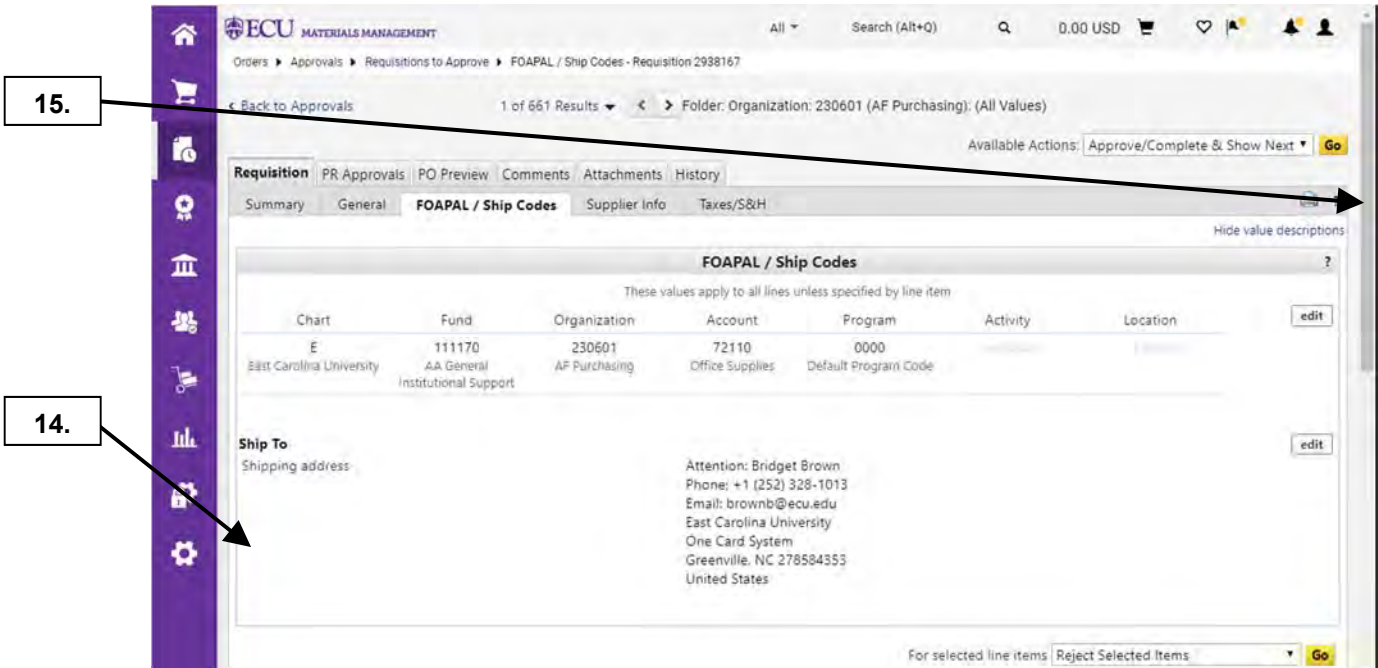 ECU MATERIALS MANAGEMENT All Search (Alt+Q) 0.00 USD
Orders Approvals Requisitions to Approve FOAPAL / Ship Codes - Requisition 2938167
15.
< Back to Approvals 1 of 661 Results < > Folder: Organization: 230601 (AF Purchasing): (All Values)
Available Actions: Approve/Complete & Show Next Go
Requisition PR Approvals PO Preview Comments Attachments History
Summary General FOAPAL / Ship Codes Supplier Info Taxes/S&H
Hide value descriptions
FOAPAL / Ship Codes ?
These values apply to all lines unless specified by line item
Chart Fund Organization Account Program Activity Location edit
E 111170 230601 72110 0000
East Carolina University AA General AF Purchasing Office Supplies Default Program Code
Institutional Support
14.
Ship To edit
Shipping address Attention: Bridget Brown
Phone: +1 (252) 328-1013
Email: brownb@ecu.edu
East Carolina University
One Card System
Greenville, NC 278584353
United States
For selected line items Reject Selected Items Go